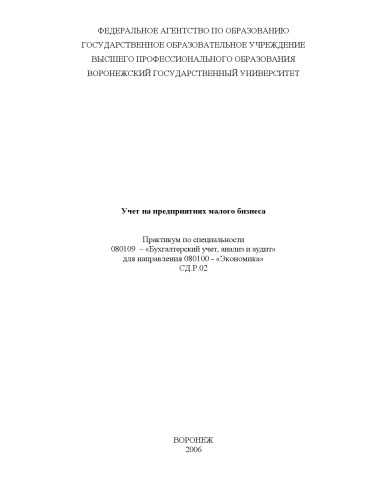 ФЕДЕРАЛЬНОЕ АГЕНТСТВО ПО ОБРАЗОВАНИЮ
ГОСУДАРСТВЕННОЕ ОБРАЗОВАТЕЛЬНОЕ УЧРЕЖДЕНИЕ
ВЫСШЕГО ПРОФЕССИОНАЛЬНОГО ОБРАЗОВАНИЯ
ВОРОНЕЖСКИЙ ГОСУДАРСТВЕННЫЙ УНИВЕРСИТЕТ
Учет на предприятиях малого бизнеса
Практикум по специальности
080109 – «Бухгалтерский учет, анализ и аудит»
для направления 080100 - «Экономика»
СД.Р.02
ВОРОНЕЖ
2006